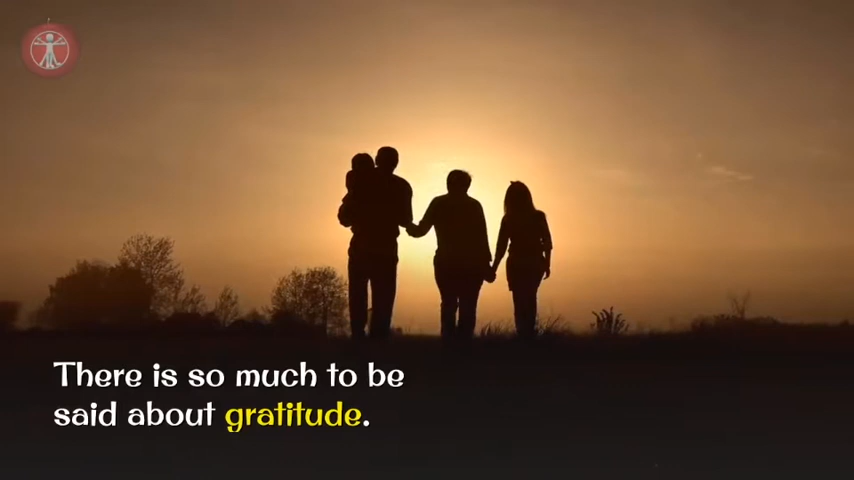 There is so much to be
said about gratitude.